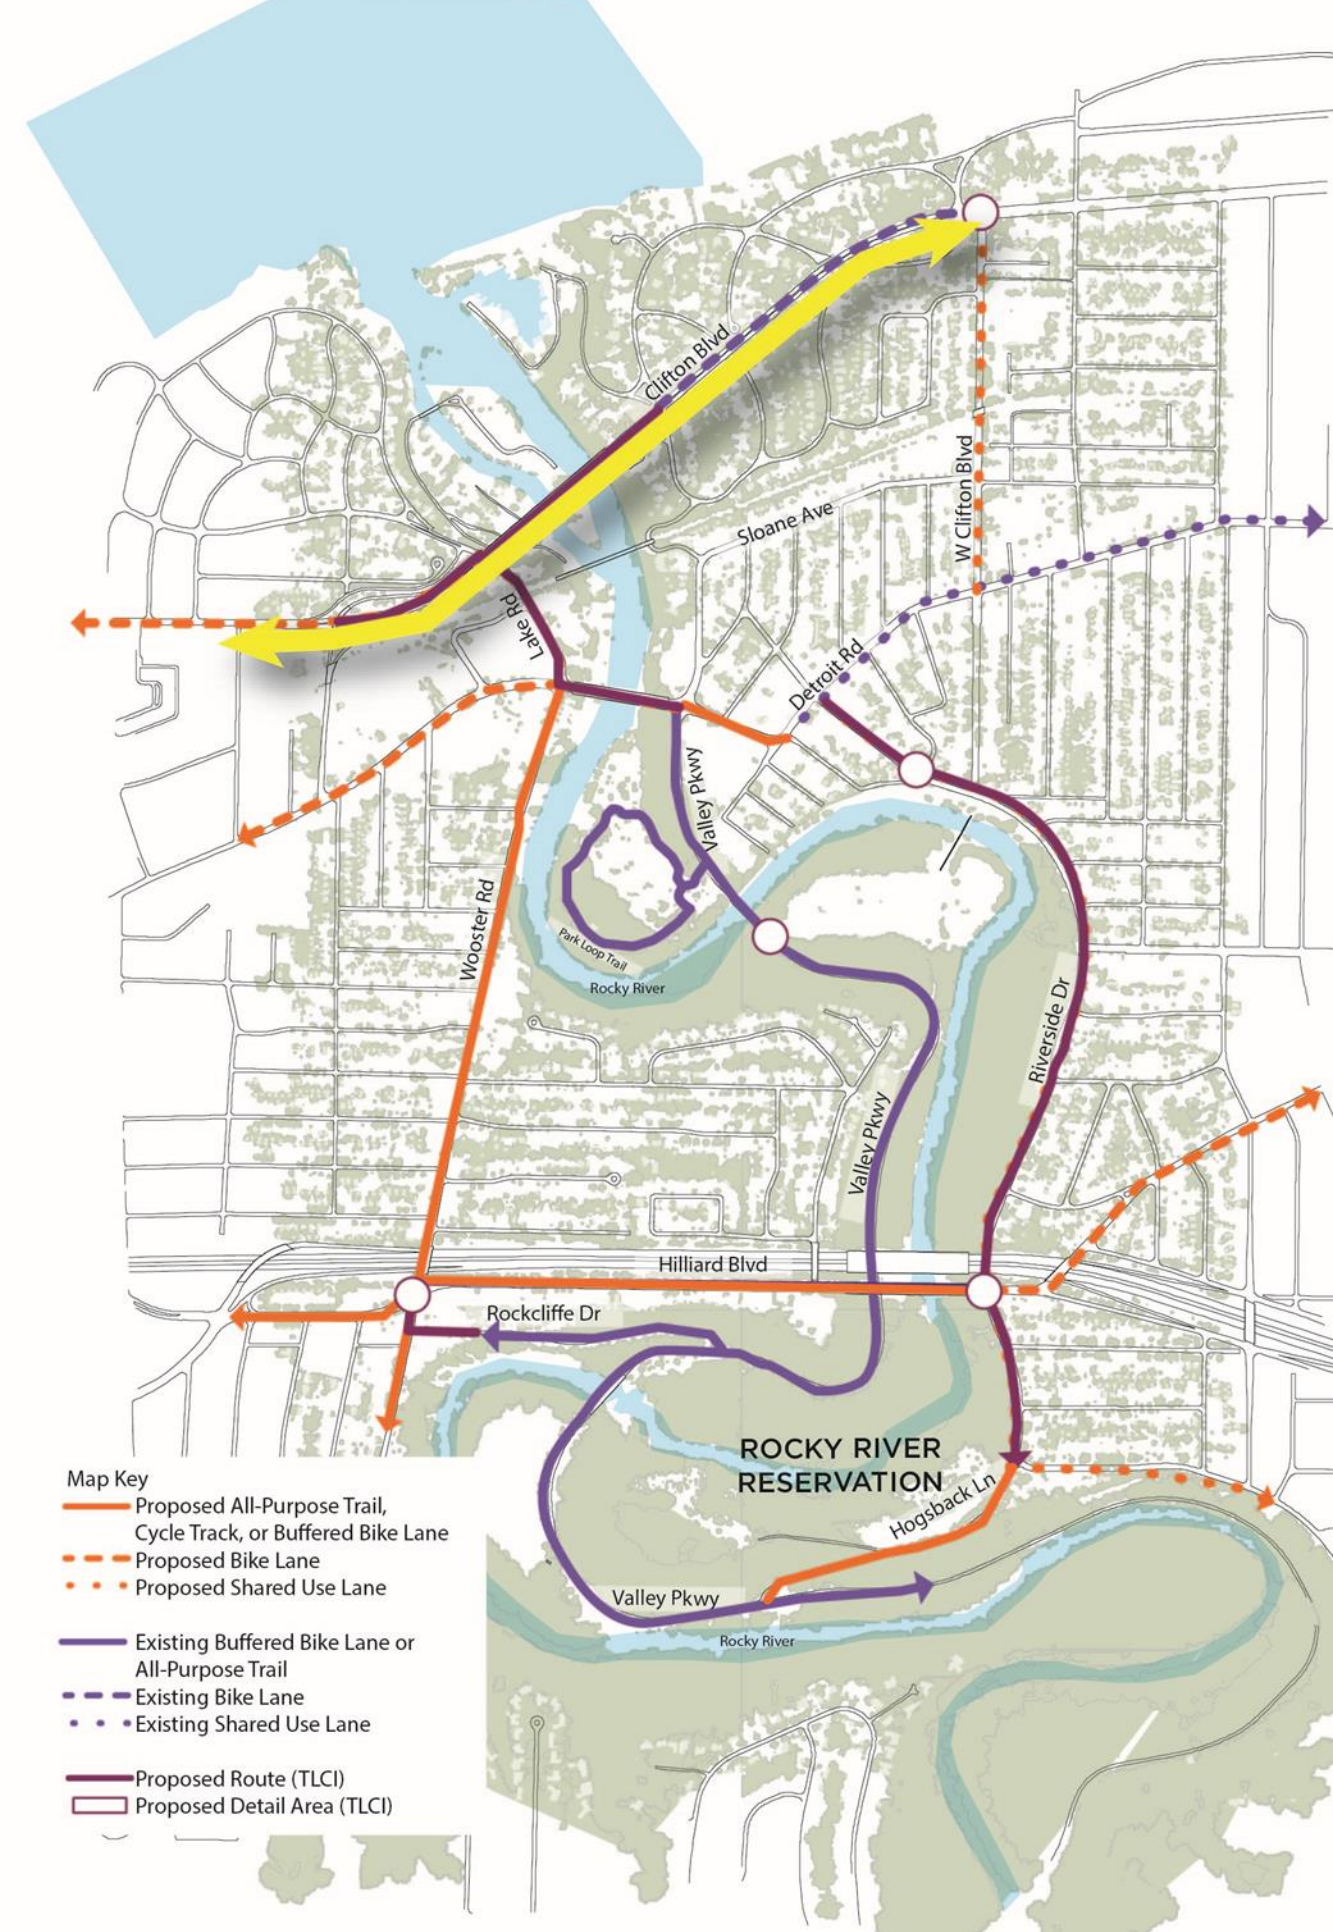 Clifton Blvd
W Clifton Blvd
Sloane Ave
Lake Rd
Detroit Rd
Valley Pkwy
Wooster Rd
Park Loop Trail
Rocky River
Riverside Dr
Valley Pkwy
Hilliard Blvd
Rockcliffe Dr
ROCKY RIVER
RESERVATION
Hogsback Ln
Valley Pkwy
Rocky River
Map Key
Proposed All-Purpose Trail,
Cycle Track, or Buffered Bike Lane
Proposed Bike Lane
Proposed Shared Use Lane
Existing Buffered Bike Lane or
All-Purpose Trail
Existing Bike Lane
Existing Shared Use Lane
Proposed Route (TLCI)
Proposed Detail Area (TLCI)